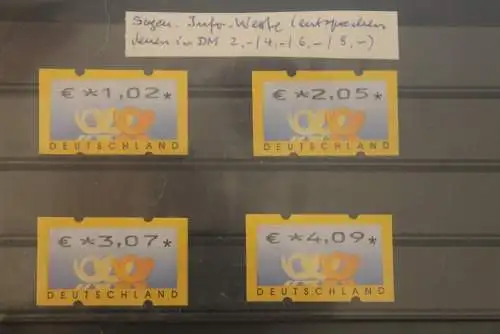 Sogen. Info-Werte (entsprechen
denen in DM 2,-/4,-/6,-/8,-)
€*1,02*
DEUTSCHLAND
€*2,05*
DEUTSCHLAND
€*3,07*
DEUTSCHLAND
€*4,09*
DEUTSCHLAND